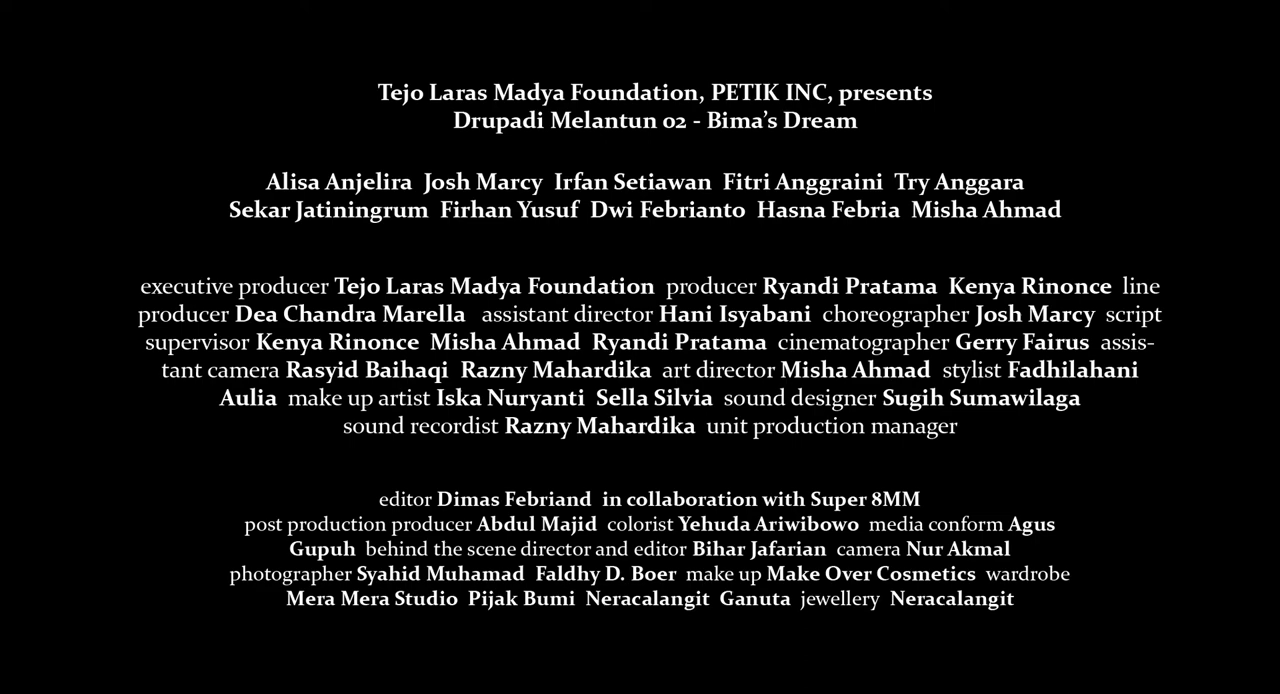 Tejo Laras Madya Foundation, PETIK INC, presents
Drupadi Melantun 02 - Bima’s Dream
Alisa Anjelira Josh Marcy Irfan Setiawan Fitri Anggraini Try Anggara
Sekar Jatiningrum Firhan Yusuf Dwi Febrianto Hasna Febria Misha Ahmad
executive producer Tejo Laras Madya Foundation producer Ryandi Pratama Kenya Rinonce line
producer Dea Chandra Marella assistant director Hani Isyabani choreographer Josh Marcy script
supervisor Kenya Rinonce Misha Ahmad Ryandi Pratama cinematographer Gerry Fairus assis-
tant camera Rasyid Baihaqi Razny Mahardika art director Misha Ahmad stylist Fadhilahani
Aulia make up artist Iska Nuryanti Sella Silvia sound designer Sugih Sumawilaga
sound recordist Razny Mahardika unit production manager
editor Dimas Febriand in collaboration with Super 8MM
post production producer Abdul Majid colorist Yehuda Ariwibowo media conform Agus
Gupuh behind the scene director and editor Bihar Jafarian camera Nur Akmal
photographer Syahid Muhamad Faldhy D. Boer make up Make Over Cosmetics wardrobe
Mera Mera Studio Pijak Bumi Neracalangit Ganuta jewellery Neracalangit